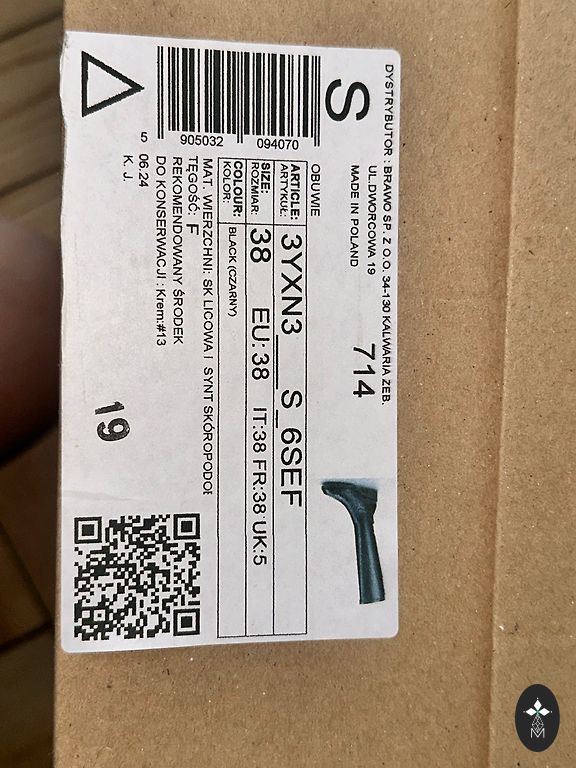 DYSTRYBUTOR : BRAWO SP. Z O.O. 34-130 KALWARIA ZEB.
UL.DWORCOWA 19
MADE IN POLAND
714
S
OBUWIE
ARTICLE:
ARTYKUŁ:
3YXN3__S_6SEF
SIZE:
ROZMIAR:
38 EU:38 IT:38 FR:38 UK:5
COLOUR:
KOLOR:
BLACK (CZARNY)
MAT. WIERZCHNI: SK LICOWA I SYNT SKÓROPODOB
TĘGOŚĆ: F
REKOMENDOWANY ŚRODEK
DO KONSERWACJI : Krem:#13
06.24
K. J.
5 905032 094070
19
M